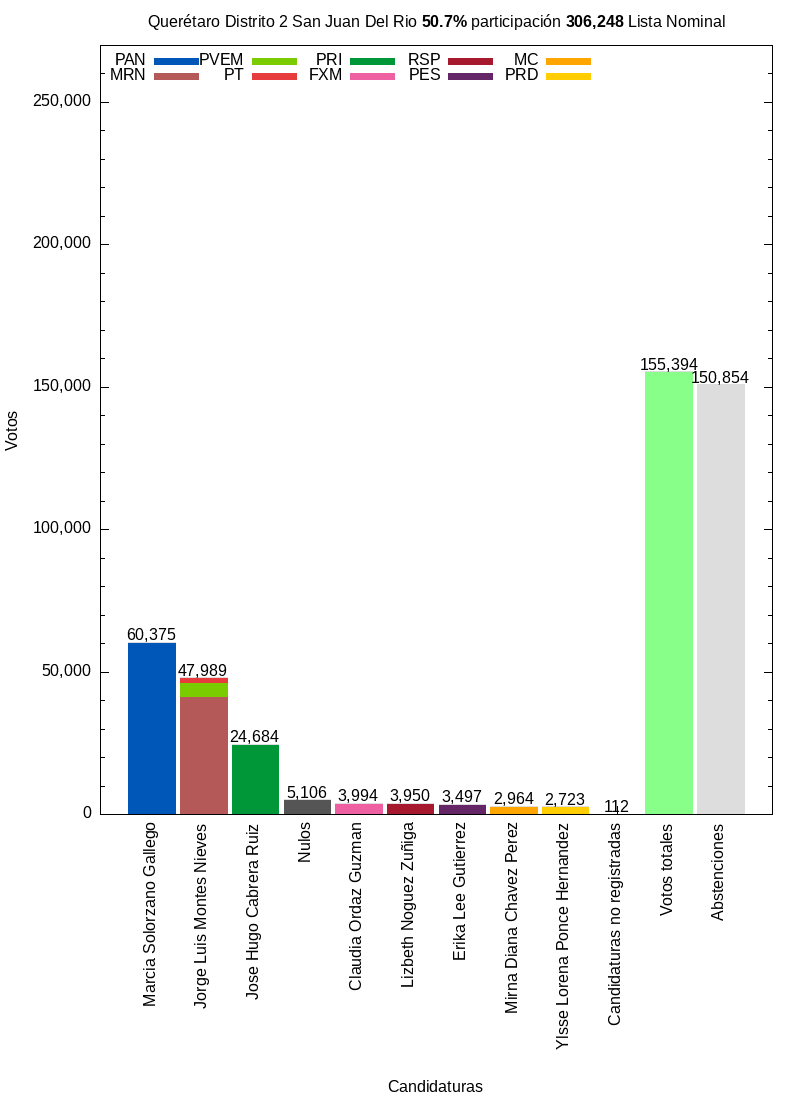 Querétaro Distrito 2 San Juan Del Rio 50.7% participación 306,248 Lista Nominal
PAN PVEM PRI RSP MC
MRN PT FXM PES PRD
250,000
200,000
150,000
100,000
50,000
0
Votos
60,375
47,989
24,684
5,106
3,994
3,950
3,497
2,964
2,723
112
155,394
150,854
Marcia Solorzano Gallego
Jorge Luis Montes Nieves
Jose Hugo Cabrera Ruiz
Nulos
Claudia Ordaz Guzman
Lizbeth Noguez Zuñiga
Erika Lee Gutierrez
Mirna Diana Chavez Perez
Ylsse Lorena Ponce Hernandez
Candidaturas no registradas
Votos totales
Abstenciones
Candidaturas